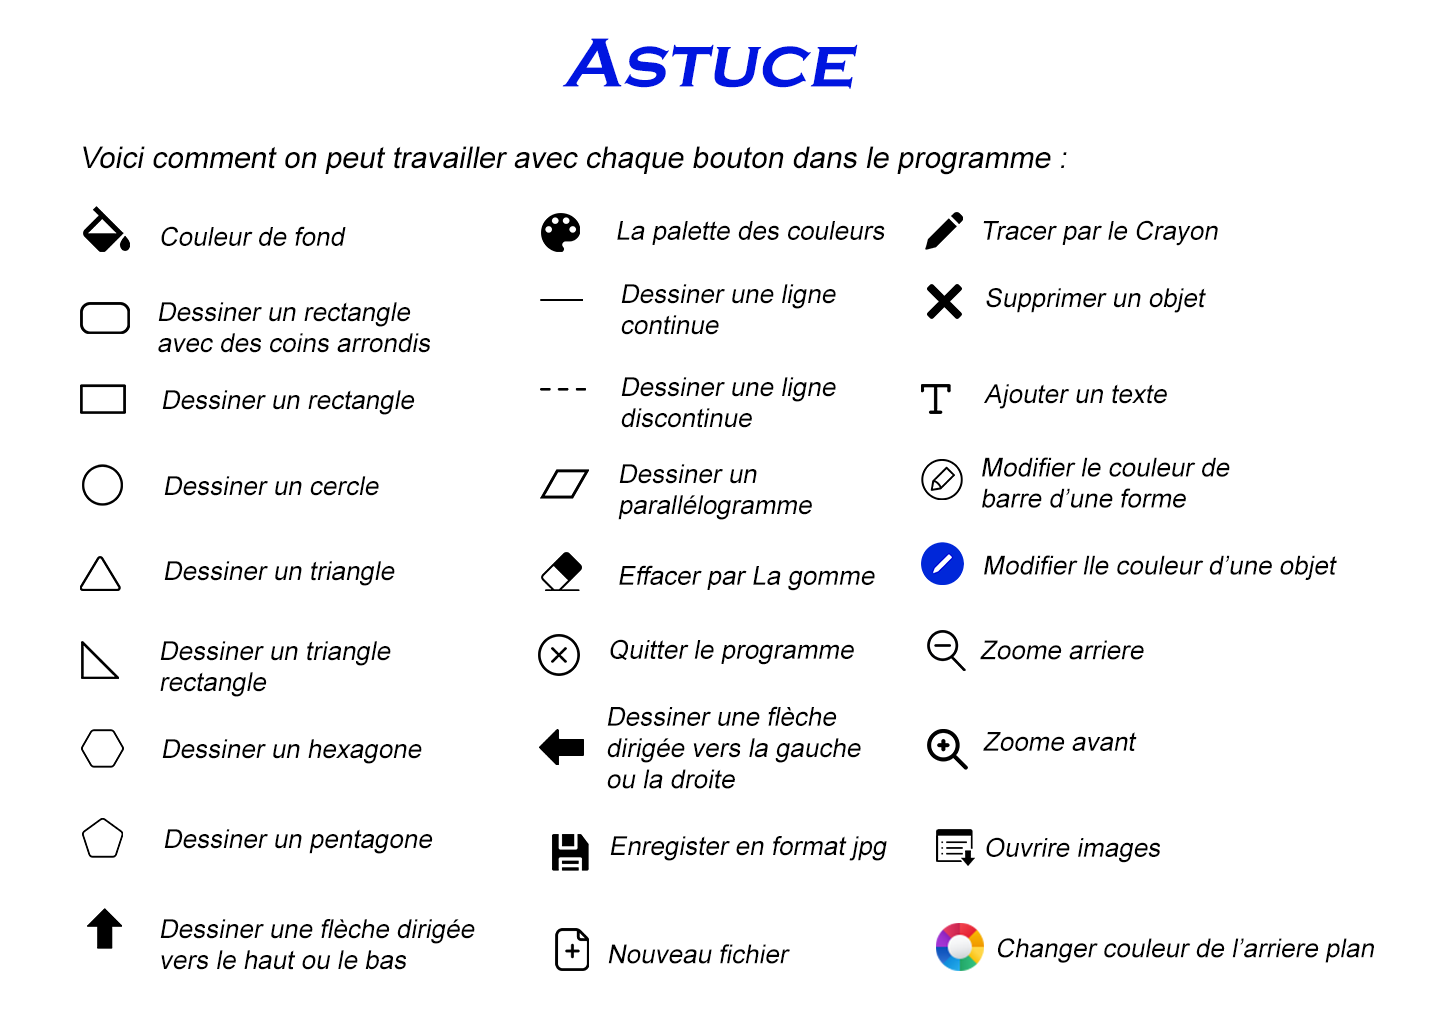 ASTUCE
Voici comment on peut travailler avec chaque bouton dans le programme :
Couleur de fond
Dessiner un rectangle
avec des coins arrondis
Dessiner un rectangle
Dessiner un cercle
Dessiner un triangle
Dessiner un triangle
rectangle
Dessiner un hexagone
Dessiner un pentagone
Dessiner une flèche dirigée
vers le haut ou le bas
La palette des couleurs
Dessiner une ligne
continue
Dessiner une ligne
discontinue
Dessiner un
parallélogramme
Effacer par La gomme
Quitter le programme
Dessiner une flèche
dirigée vers la gauche
ou la droite
Enregister en format jpg
Nouveau fichier
Tracer par le Crayon
Supprimer un objet
Ajouter un texte
Modifier le couleur de
barre d’une forme
Modifier lle couleur d’une objet
Zoome arriere
Zoome avant
Ouvrire images
Changer couleur de l’arriere plan